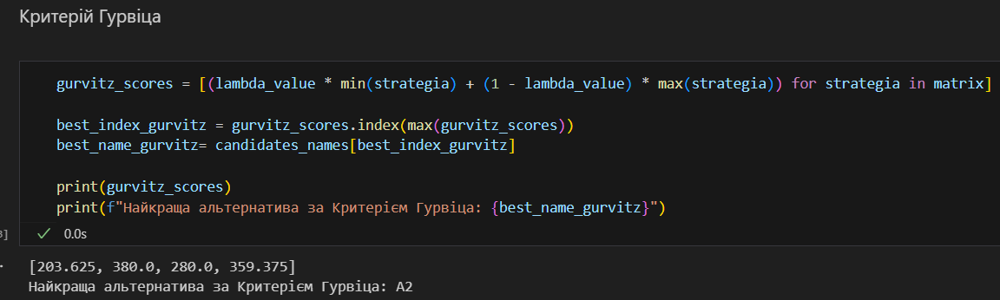 Критерій Гурвіца
gurvitz_scores = [(lambda_value * min(strategia) + (1 - lambda_value) * max(strategia)) for strategia in matrix]
best_index_gurvitz = gurvitz_scores.index(max(gurvitz_scores))
best_name_gurvitz= candidates_names[best_index_gurvitz]
print(gurvitz_scores)
print(f"Найкраща альтернатива за Критерієм Гурвіца: {best_name_gurvitz}")
]
0.0s
[203.625, 380.0, 280.0, 359.375]
Найкраща альтернатива за Критерієм Гурвіца: A2